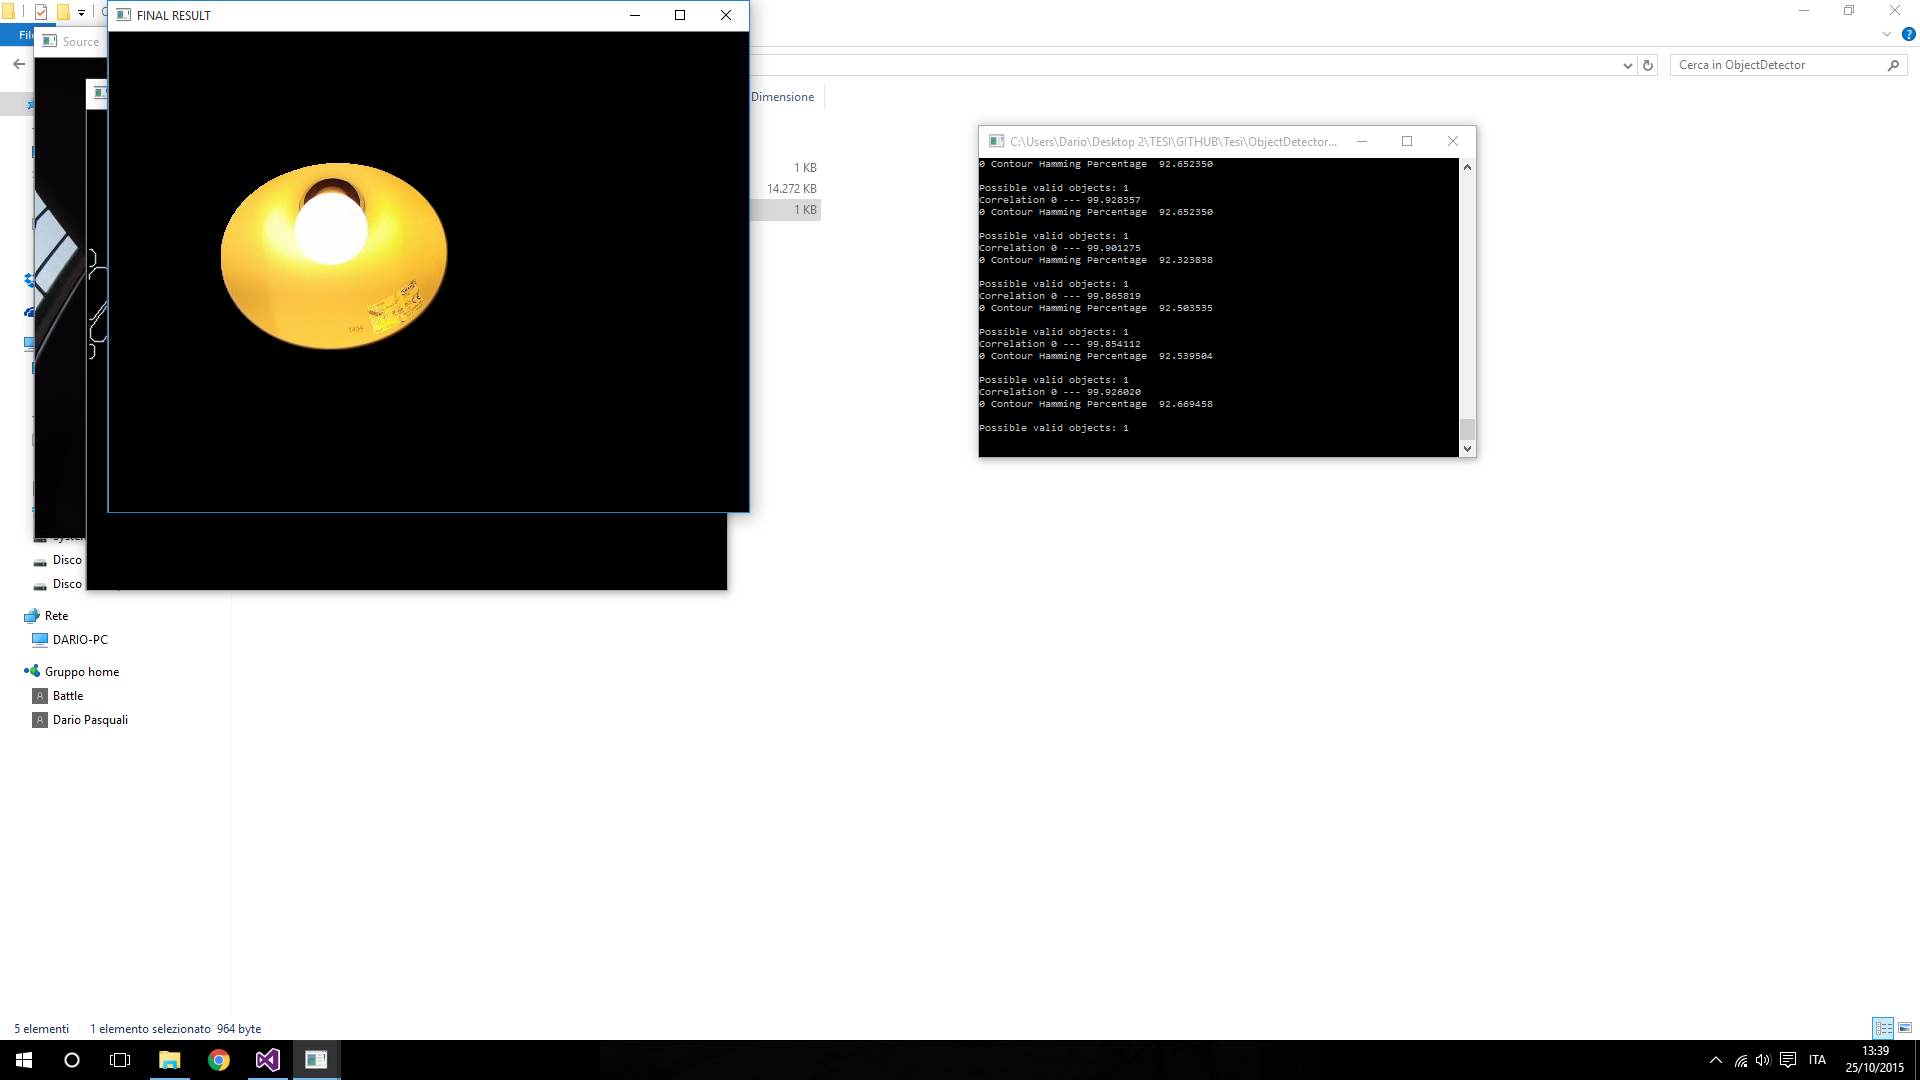 FINAL RESULT
File
Source
Cerca in ObjectDetector
Dimensione
1 KB
14.272 KB
1 KB
C:\Users\Dario\Desktop 2\TESI\GITHUB\Tesi\ObjectDetector...
0 Contour Hamming Percentage 92.652350
Possible valid objects: 1
Correlation 0 --- 99.928357
0 Contour Hamming Percentage 92.652350
Possible valid objects: 1
Correlation 0 --- 99.901275
0 Contour Hamming Percentage 92.323838
Possible valid objects: 1
Correlation 0 --- 99.865819
0 Contour Hamming Percentage 92.503535
Possible valid objects: 1
Correlation 0 --- 99.854112
0 Contour Hamming Percentage 92.539504
Possible valid objects: 1
Correlation 0 --- 99.926020
0 Contour Hamming Percentage 92.669458
Possible valid objects: 1
Disco
Disco
Rete
DARIO-PC
Gruppo home
Battle
Dario Pasquali
5 elementi 1 elemento selezionato 964 byte
ITA
13:39
25/10/2015